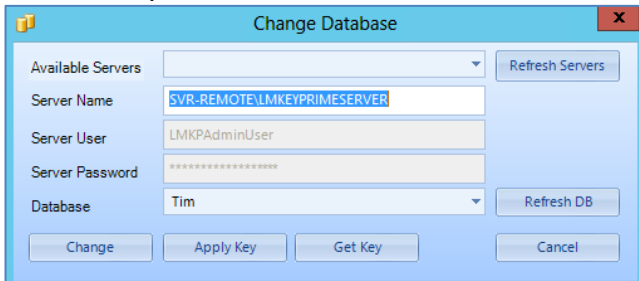 Change Database
x
Available Servers Refresh Servers
Server Name SVR-REMOTE\LMKEYPRIMESERVER
Server User LMKPAdminUser
Server Password ******************
Database Tim Refresh DB
Change Apply Key Get Key Cancel